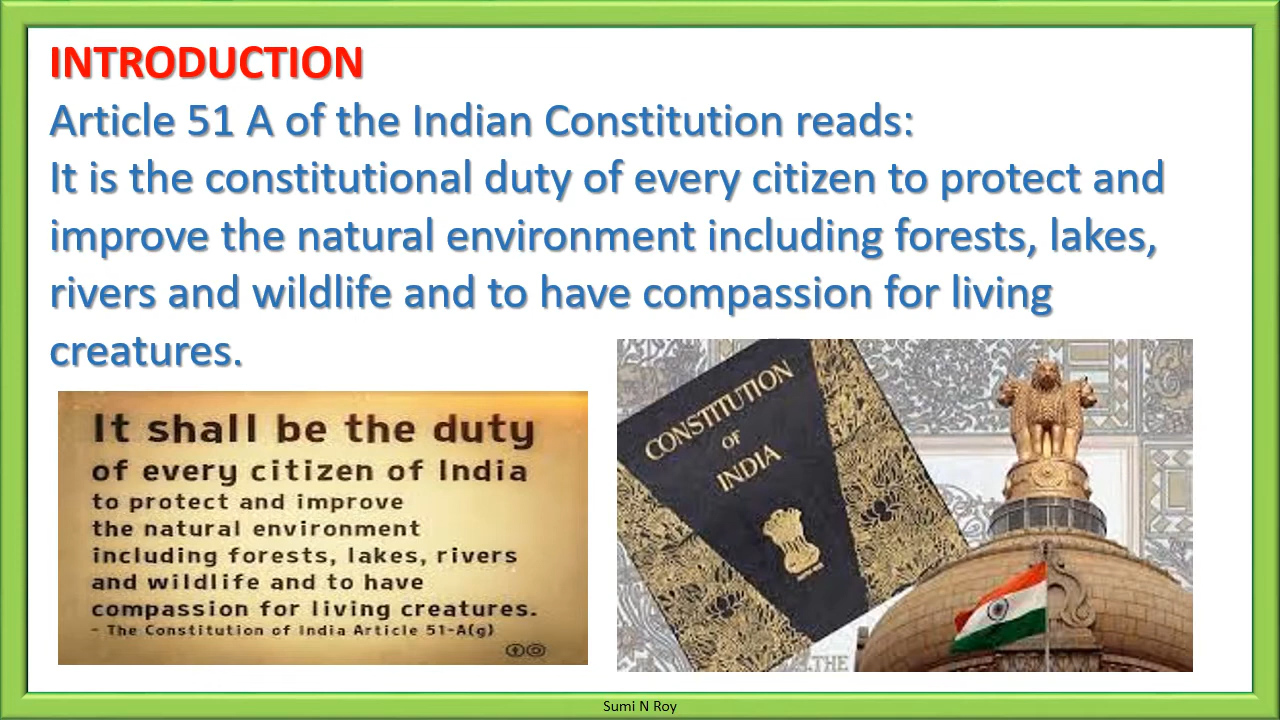 INTRODUCTION
Article 51 A of the Indian Constitution reads:
It is the constitutional duty of every citizen to protect and
improve the natural environment including forests, lakes,
rivers and wildlife and to have compassion for living
creatures.
It shall be the duty
of every citizen of India
to protect and improve
the natural environment
including forests, lakes, rivers
and wildlife and to have
compassion for living creatures.
- The Constitution of India Article 51-A(g)
CONSTITUTION
OF
INDIA
THE
Sumi N Roy